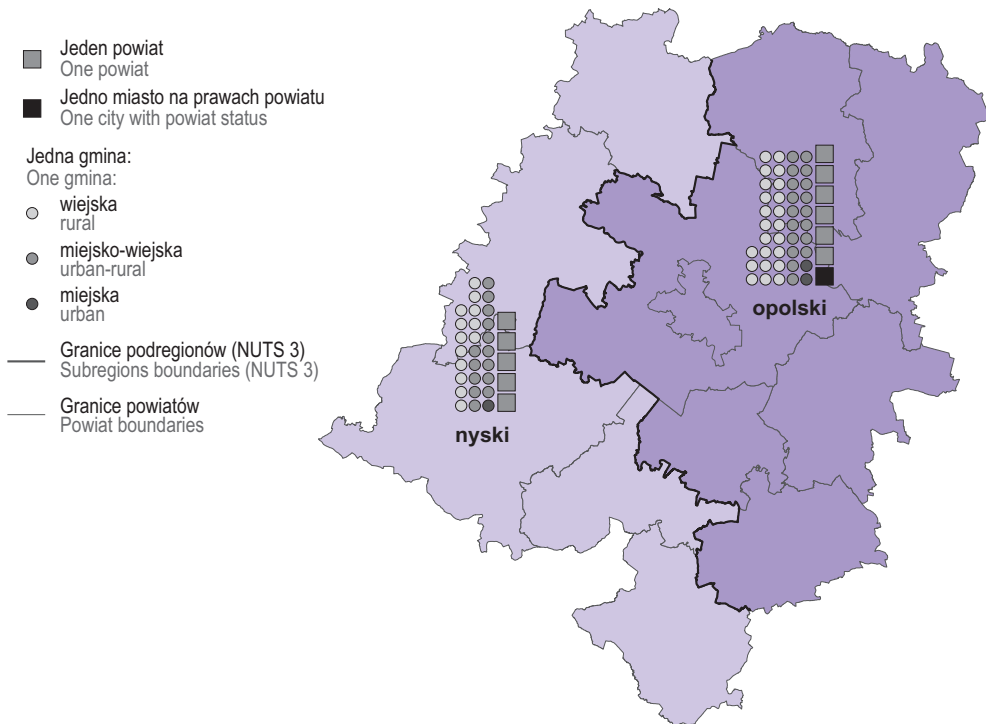 Jeden powiat
One powiat
Jedno miasto na prawach powiatu
One city with powiat status
Jedna gmina:
One gmina:
wiejska
rural
miejsko-wiejska
urban-rural
miejska
urban
Granice podregionów (NUTS 3)
Subregions boundaries (NUTS 3)
Granice powiatów
Powiat boundaries
opolski
nyski